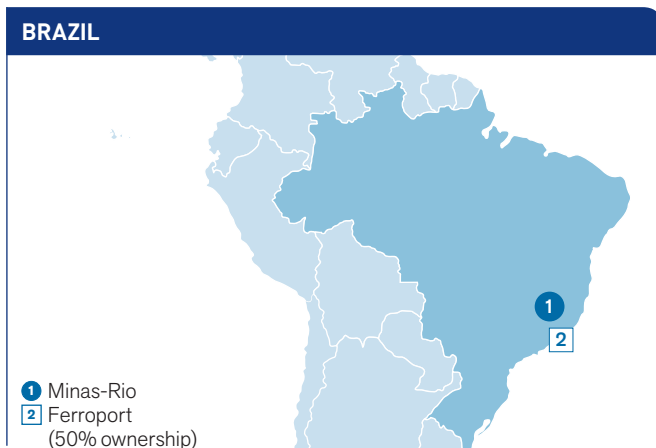 BRAZIL
1
2
1 Minas-Rio
2 Ferroport
(50% ownership)